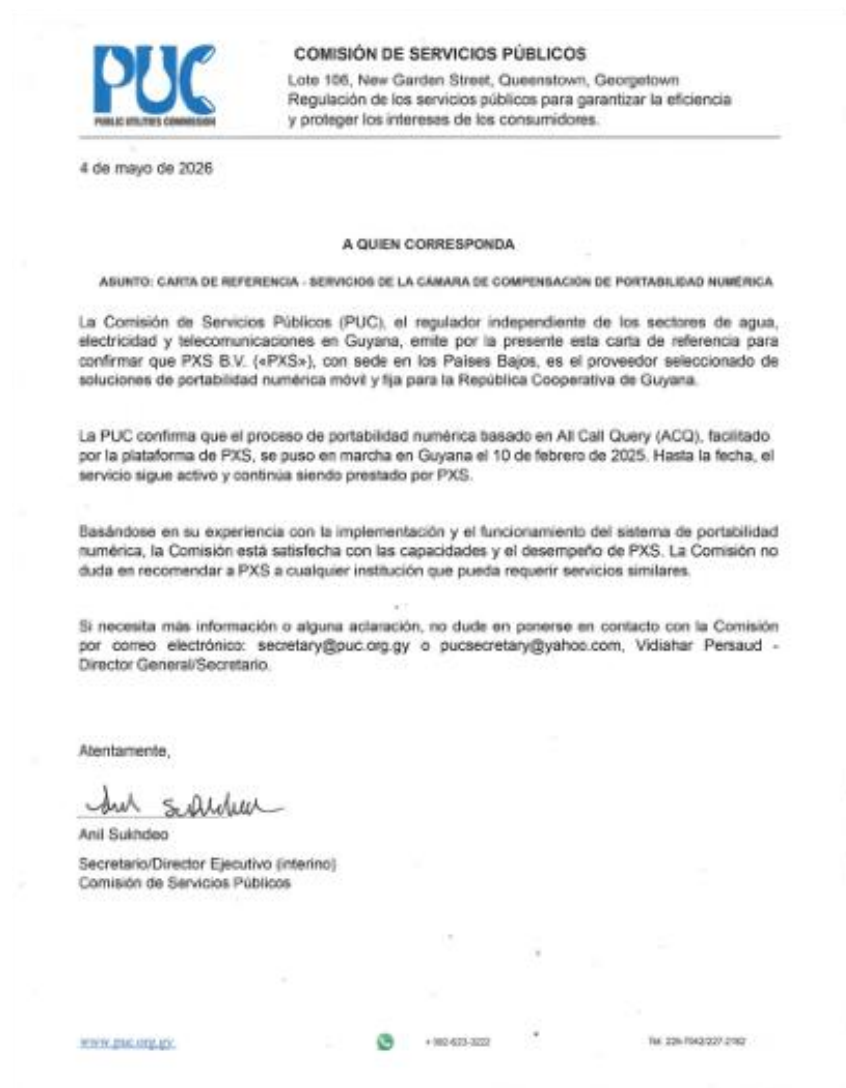 PUC
PUBLIC UTILITIES COMMISSION
COMISIÓN DE SERVICIOS PÚBLICOS
Lote 106, New Garden Street, Queenstown, Georgetown
Regulación de los servicios públicos para garantizar la eficiencia
y proteger los intereses de los consumidores.
4 de mayo de 2026
A QUIEN CORRESPONDA
ASUNTO: CARTA DE REFERENCIA - SERVICIOS DE LA CÁMARA DE COMPENSACIÓN DE PORTABILIDAD NUMÉRICA
La Comisión de Servicios Públicos (PUC), el regulador independiente de los sectores de agua,
electricidad y telecomunicaciones en Guyana, emite por la presente esta carta de referencia para
confirmar que PXS B.V. («PXS»), con sede en los Países Bajos, es el proveedor seleccionado de
soluciones de portabilidad numérica móvil y fija para la República Cooperativa de Guyana.
La PUC confirma que el proceso de portabilidad numérica basado en All Call Query (ACQ), facilitado
por la plataforma de PXS, se puso en marcha en Guyana el 10 de febrero de 2025. Hasta la fecha, el
servicio sigue activo y continúa siendo prestado por PXS.
Basándose en su experiencia con la implementación y el funcionamiento del sistema de portabilidad
numérica, la Comisión está satisfecha con las capacidades y el desempeño de PXS. La Comisión no
duda en recomendar a PXS a cualquier institución que pueda requerir servicios similares.
Si necesita más información o alguna aclaración, no dude en ponerse en contacto con la Comisión
por correo electrónico: secretary@puc.org.gy o pucsecretary@yahoo.com, Vidiahar Persaud -
Director General/Secretario.
Atentamente,
Anil Sukhdeo
Anil Sukhdeo
Secretario/Director Ejecutivo (interino)
Comisión de Servicios Públicos
www.puc.org.gy
Tel.